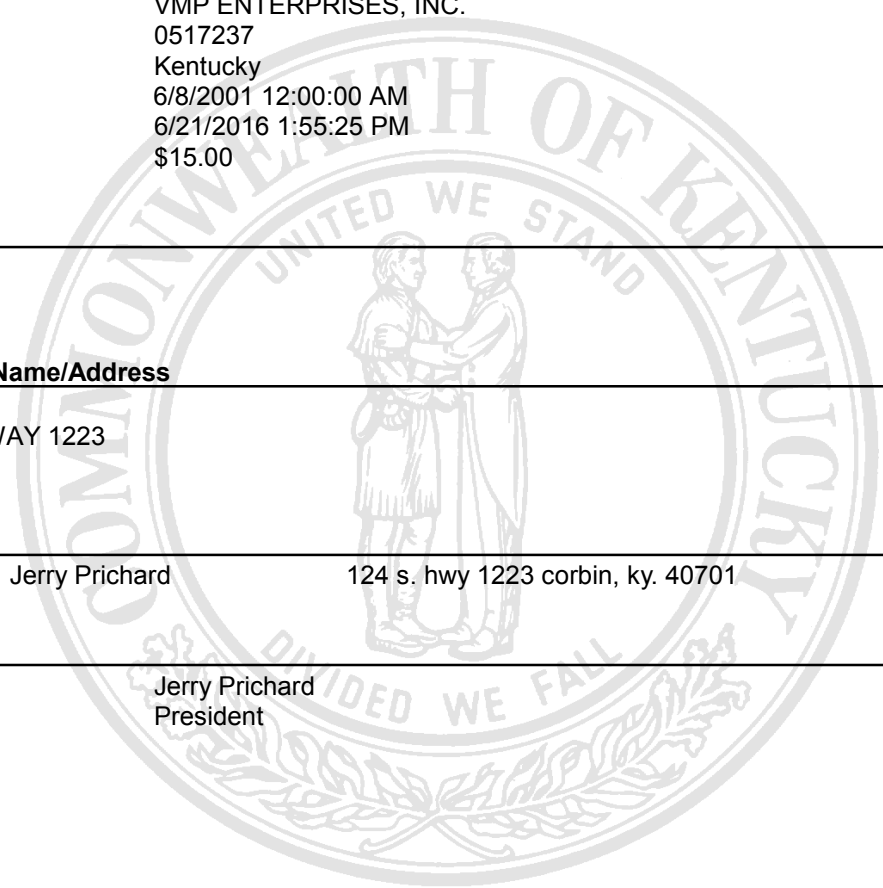 VMP ENTERPRISES, INC.
0517237
Kentucky
6/8/2001 12:00:00 AM
6/21/2016 1:55:25 PM
$15.00
Name/Address
WAY 1223
Jerry Prichard 124 s. hwy 1223 corbin, ky. 40701
Jerry Prichard
President
COMMONWEALTH OF KENTUCKY
UNITED WE STAND
DIVIDED WE FALL